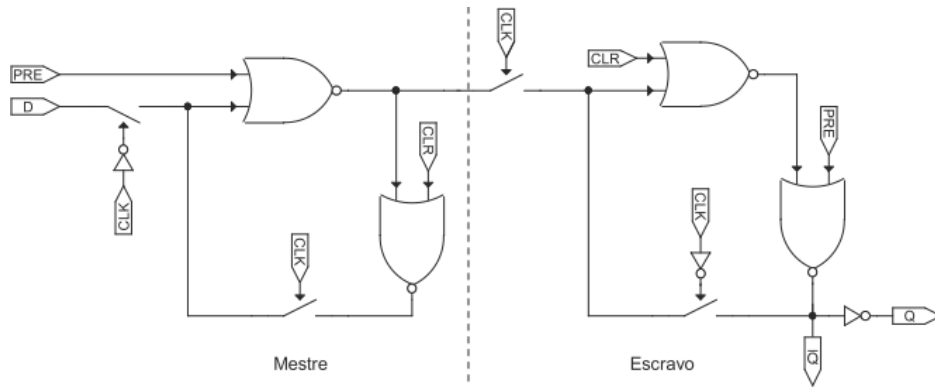 PRE
D
CLK
CLK
CLR
CLK
CLR
PRE
CLK
Q
IQ
Mestre
Escravo